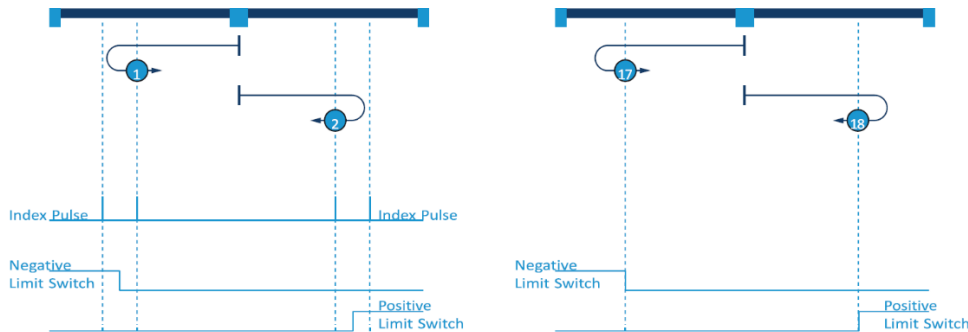 1
2
Index Pulse
Index Pulse
Negative
Limit Switch
Positive
Limit Switch
17
18
Negative
Limit Switch
Positive
Limit Switch